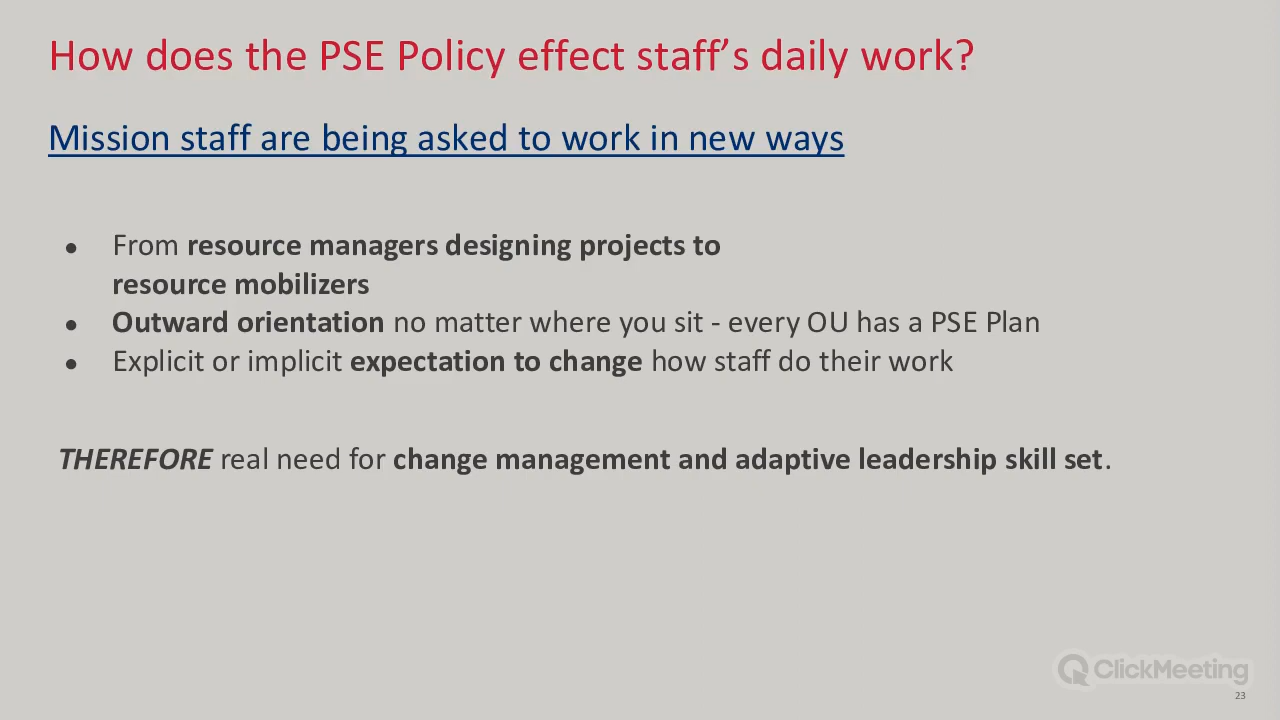 How does the PSE Policy effect staff’s daily work?
Mission staff are being asked to work in new ways
● From resource managers designing projects to
resource mobilizers
● Outward orientation no matter where you sit - every OU has a PSE Plan
● Explicit or implicit expectation to change how staff do their work
THEREFORE real need for change management and adaptive leadership skill set.
ClickMeeting
23